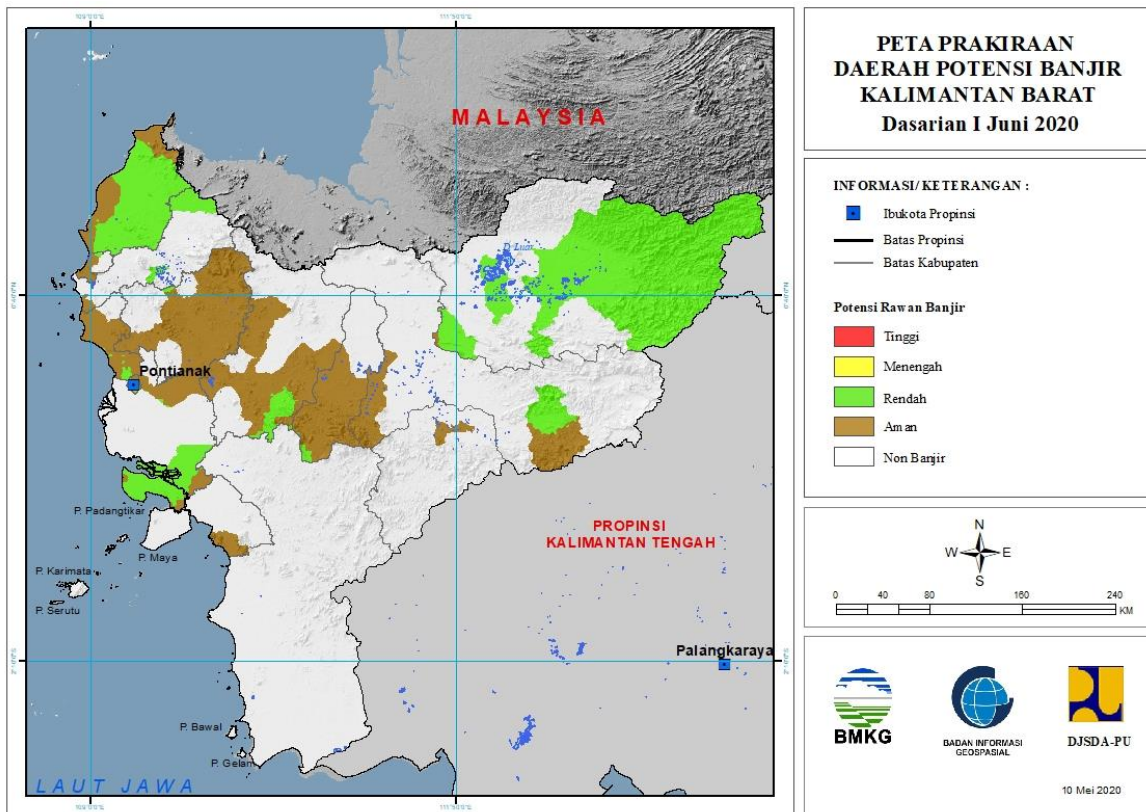 PETA PRAKIRAAN
DAERAH POTENSI BANJIR
KALIMANTAN BARAT
Dasarian I Juni 2020
INFORMASI/ KETERANGAN :
Ibukota Propinsi
Batas Propinsi
Batas Kabupaten
Potensi Rawan Banjir
Tinggi
Menengah
Rendah
Aman
Non Banjir
N
W E
S
0 40 80 160 240
KM
BMKG
BADAN INFORMASI
GEOSPASIAL
DJSDA-PU
10 Mei 2020
MALAYSIA
Pontianak
P. Padangtikar
P. Maya
P. Karimata
P. Serutu
PROPINSI
KALIMANTAN TENGAH
Palangkaraya
P. Bawal
P. Gelam
LAUT JAWA